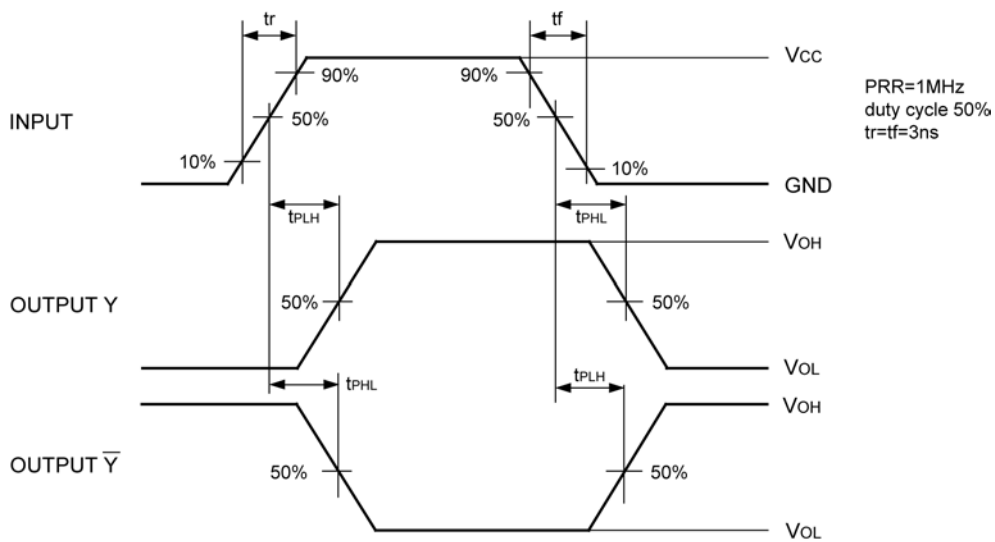 tr
tf
VCC
90%
90%
PRR=1MHz
duty cycle 50%
tr=tf=3ns
INPUT
50%
50%
10%
10%
GND
tPLH
tPHL
VOH
OUTPUT Y
50%
50%
VOL
tPHL
tPLH
VOH
OUTPUT Y̅
50%
50%
VOL